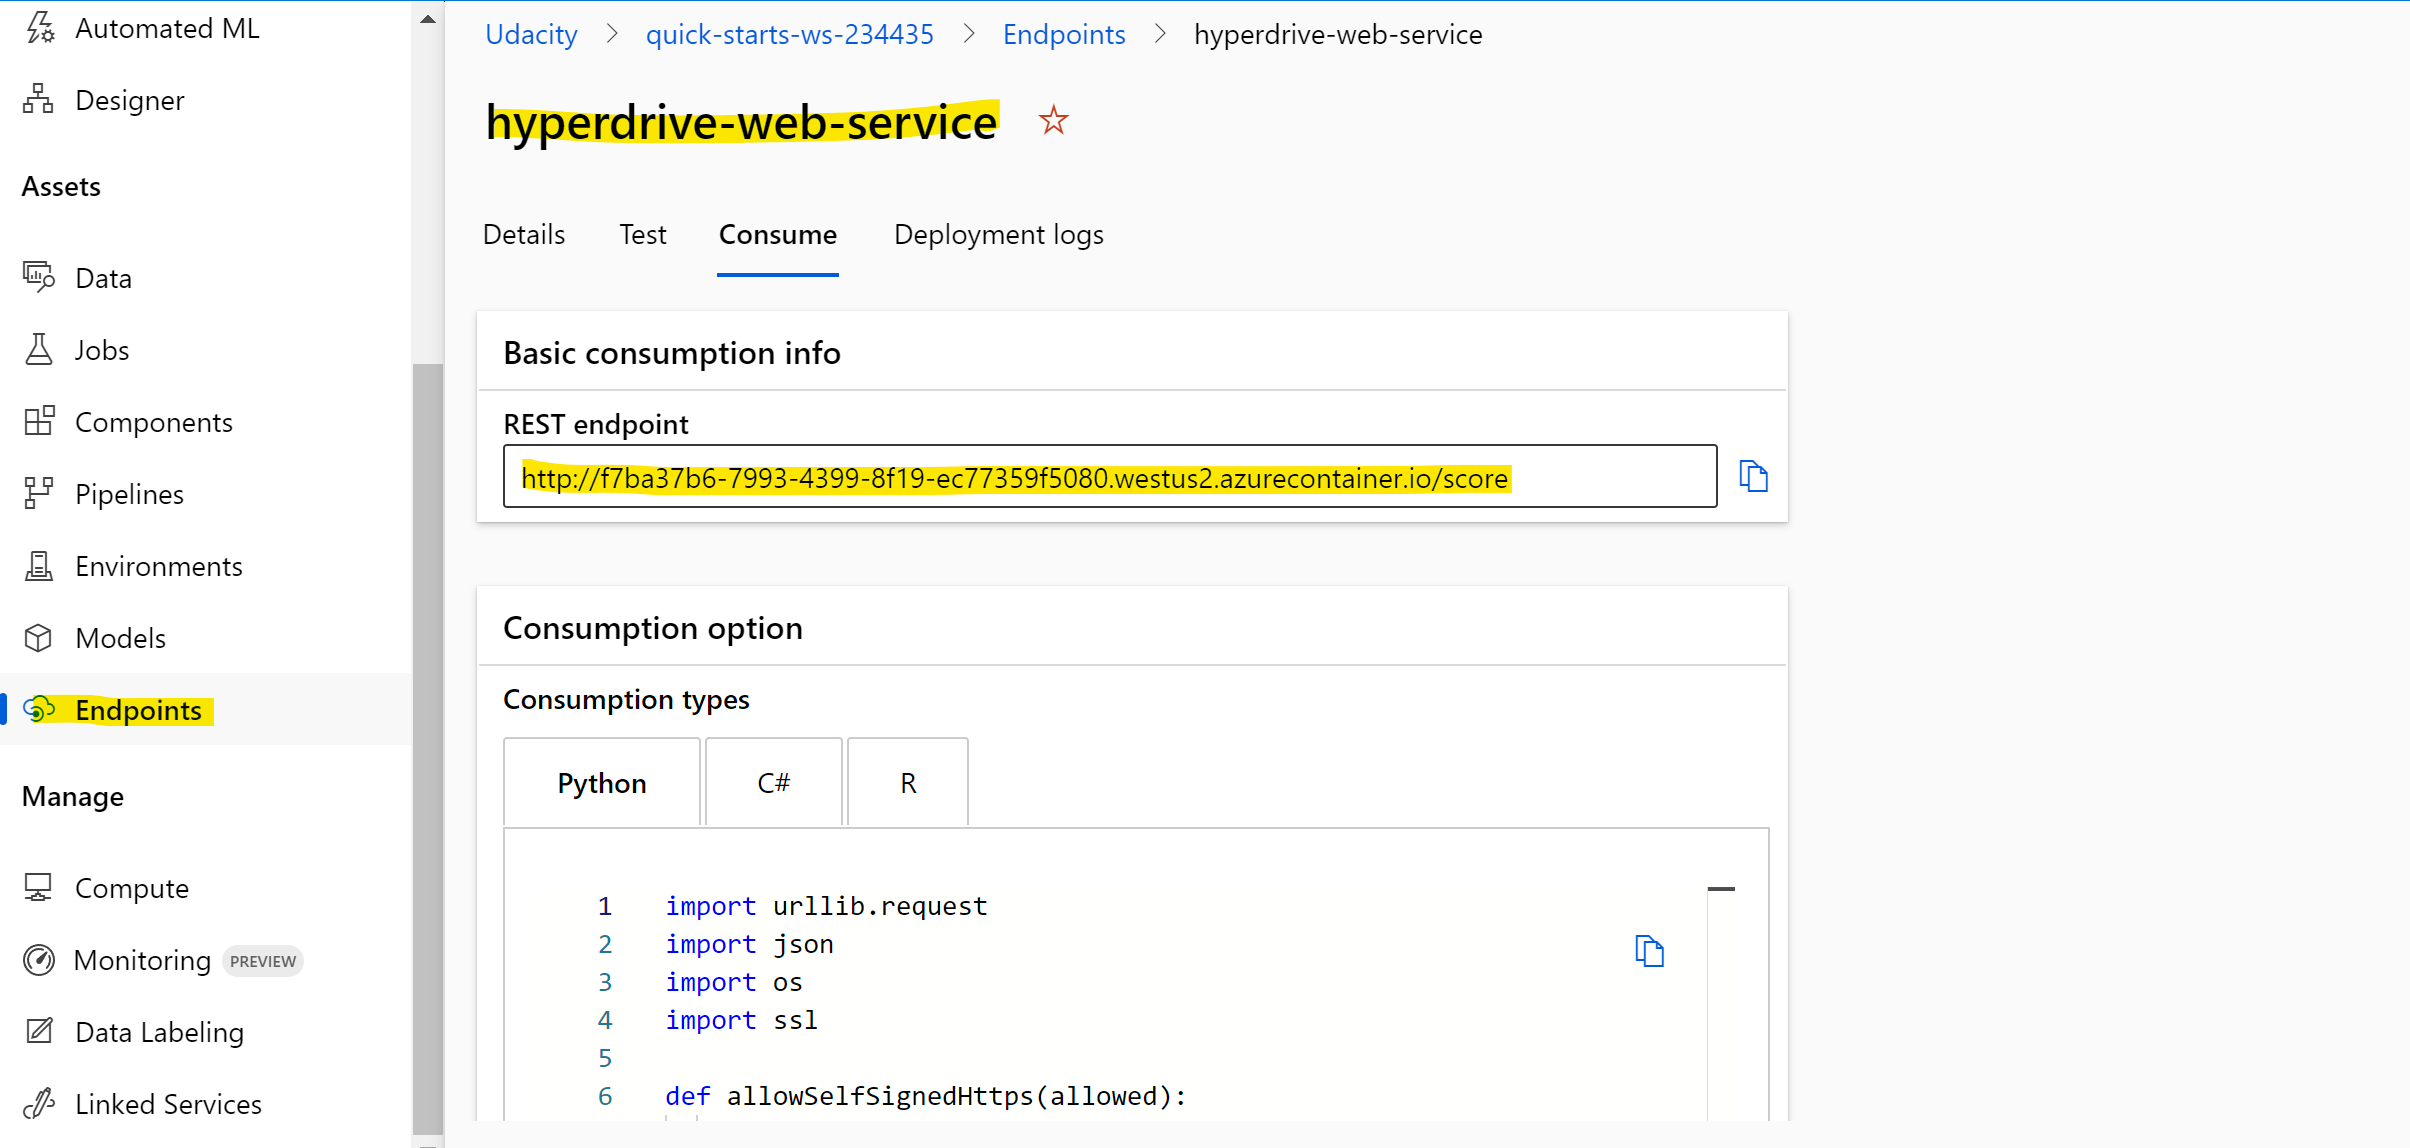 Automated ML
Designer
Assets
Data
Jobs
Components
Pipelines
Environments
Models
Endpoints
Manage
Compute
Monitoring PREVIEW
Data Labeling
Linked Services
Udacity > quick-starts-ws-234435 > Endpoints > hyperdrive-web-service
hyperdrive-web-service
Details Test Consume Deployment logs
Basic consumption info
REST endpoint
http://f7ba37b6-7993-4399-8f19-ec77359f5080.westus2.azurecontainer.io/score
Consumption option
Consumption types
Python C# R
1 import urllib.request
2 import json
3 import os
4 import ssl
5
6 def allowSelfSignedHttps(allowed):